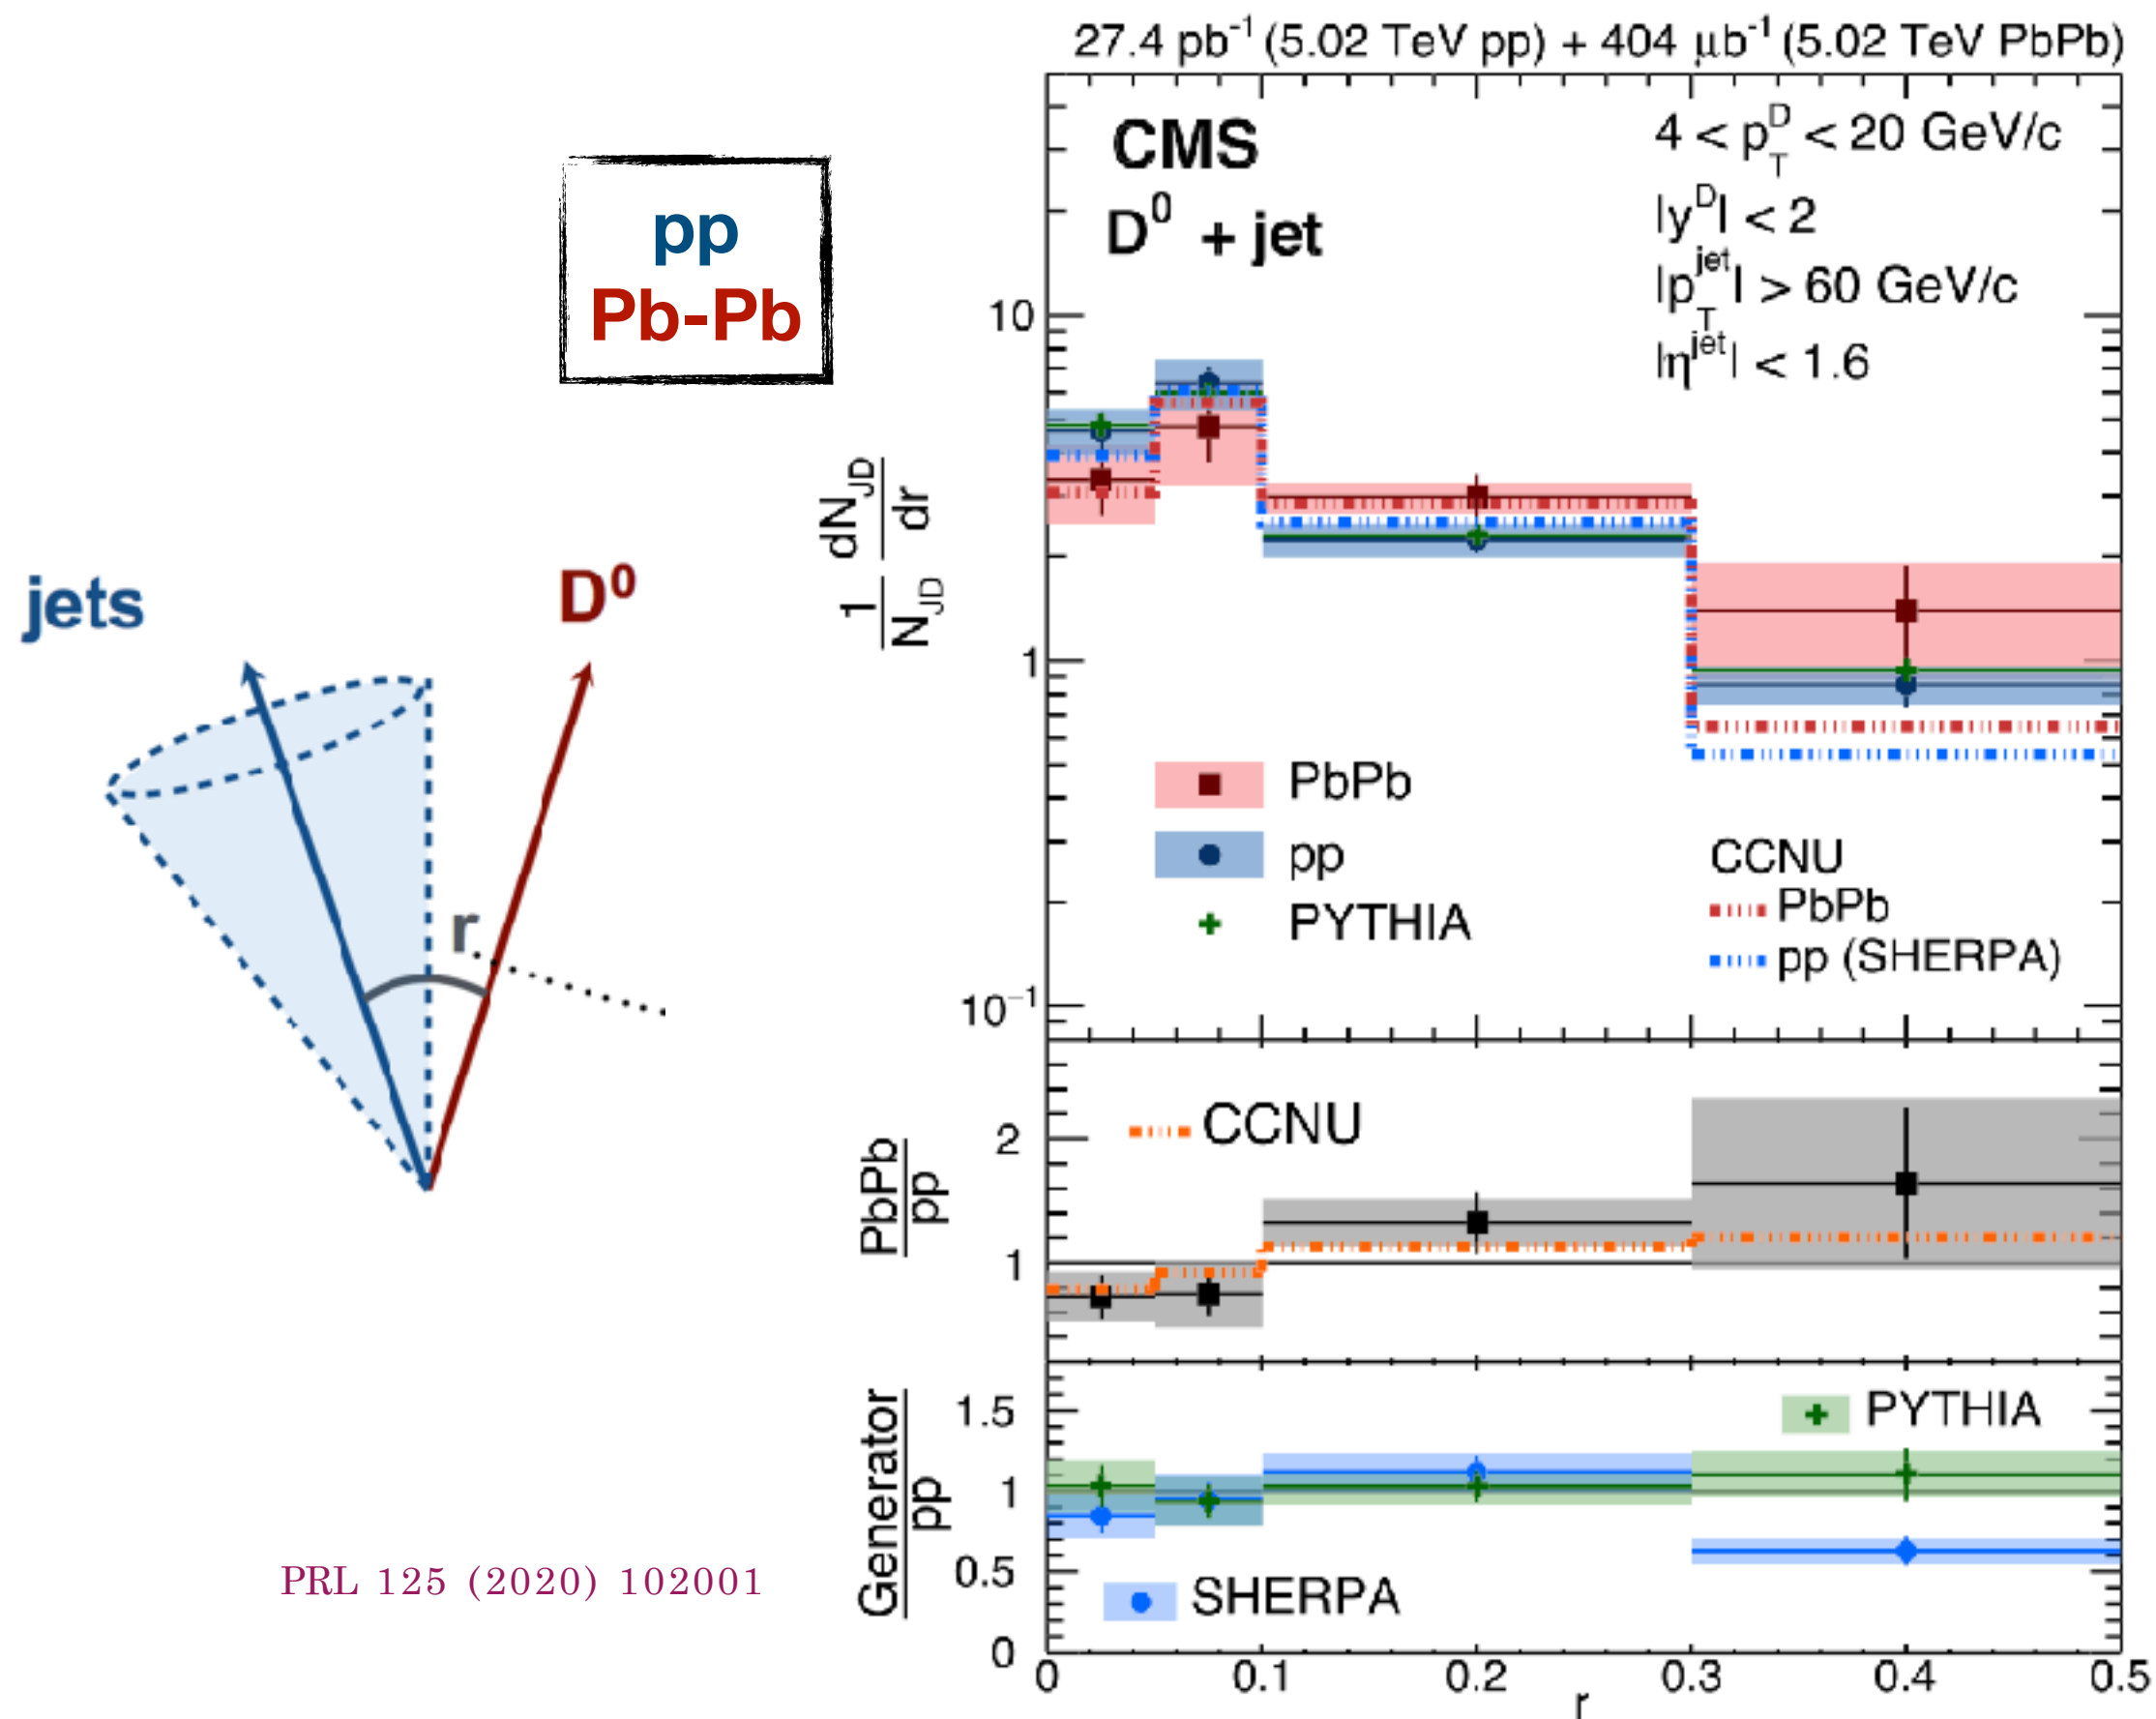 27.4 pb⁻¹ (5.02 TeV pp) + 404 μb⁻¹ (5.02 TeV PbPb)
pp
Pb-Pb
jets
D⁰
r
PRL 125 (2020) 102001
CMS
D⁰ + jet
4 < p_T^D < 20 GeV/c
|y^D| < 2
|p_T^jet| > 60 GeV/c
|η^jet| < 1.6
1/N_JD dN_JD/dr
10
1
10⁻¹
PbPb
pp
PYTHIA
CCNU
PbPb
pp (SHERPA)
PbPb/pp
2
1
CCNU
Generator/pp
1.5
1
0.5
0
PYTHIA
SHERPA
0 0.1 0.2 0.3 0.4 0.5
r